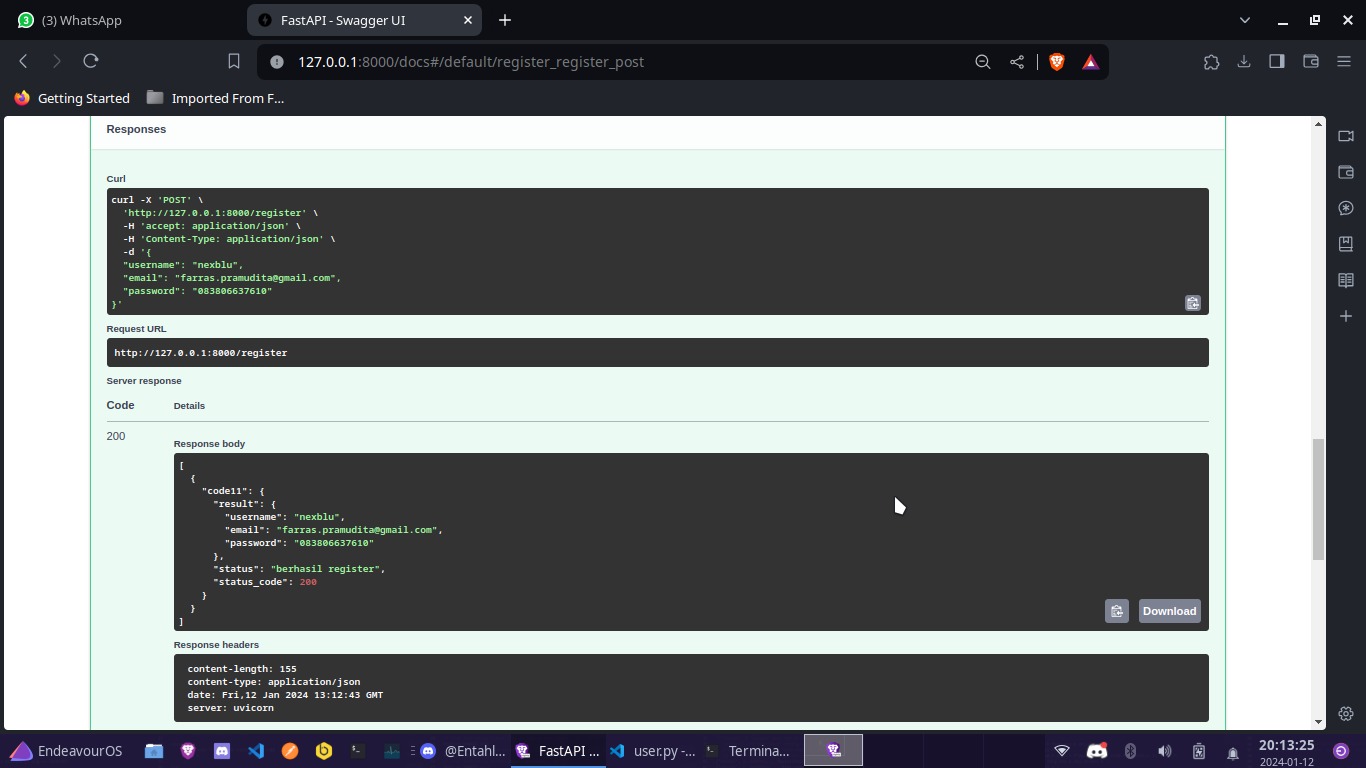 (3) WhatsApp
FastAPI - Swagger UI
127.0.0.1:8000/docs#/default/register_register_post
Getting Started
Imported From F...
Responses
Curl
curl -X 'POST' \
'http://127.0.0.1:8000/register' \
-H 'accept: application/json' \
-H 'Content-Type: application/json' \
-d '{
"username": "nexblu",
"email": "farras.pramudita@gmail.com",
"password": "083806637610"
}'
Request URL
http://127.0.0.1:8000/register
Server response
Code Details
200
Response body
[
{
"code11": {
"result": {
"username": "nexblu",
"email": "farras.pramudita@gmail.com",
"password": "083806637610"
},
"status": "berhasil register",
"status_code": 200
}
}
]
Download
Response headers
content-length: 155
content-type: application/json
date: Fri,12 Jan 2024 13:12:43 GMT
server: uvicorn
EndeavourOS
@Entahl...
FastAPI ...
user.py -...
Termina...
20:13:25
2024-01-12